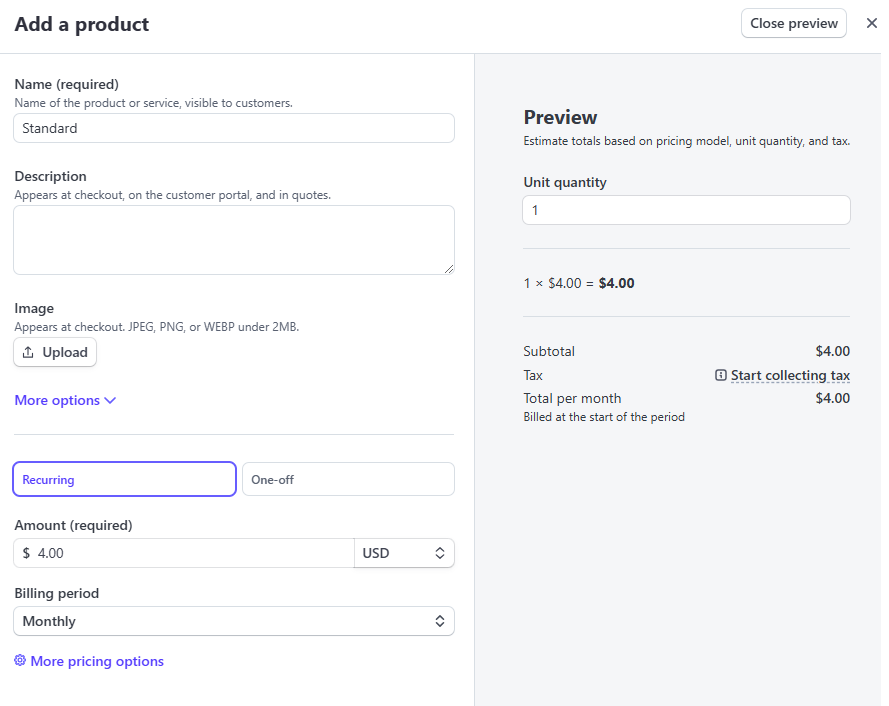 Add a product
Close preview
Name (required)
Name of the product or service, visible to customers.
Standard
Description
Appears at checkout, on the customer portal, and in quotes.
Image
Appears at checkout. JPEG, PNG, or WEBP under 2MB.
Upload
More options
Recurring
One-off
Amount (required)
$ 4.00
USD
Billing period
Monthly
More pricing options
Preview
Estimate totals based on pricing model, unit quantity, and tax.
Unit quantity
1
1 × $4.00 = $4.00
Subtotal $4.00
Tax Start collecting tax
Total per month $4.00
Billed at the start of the period